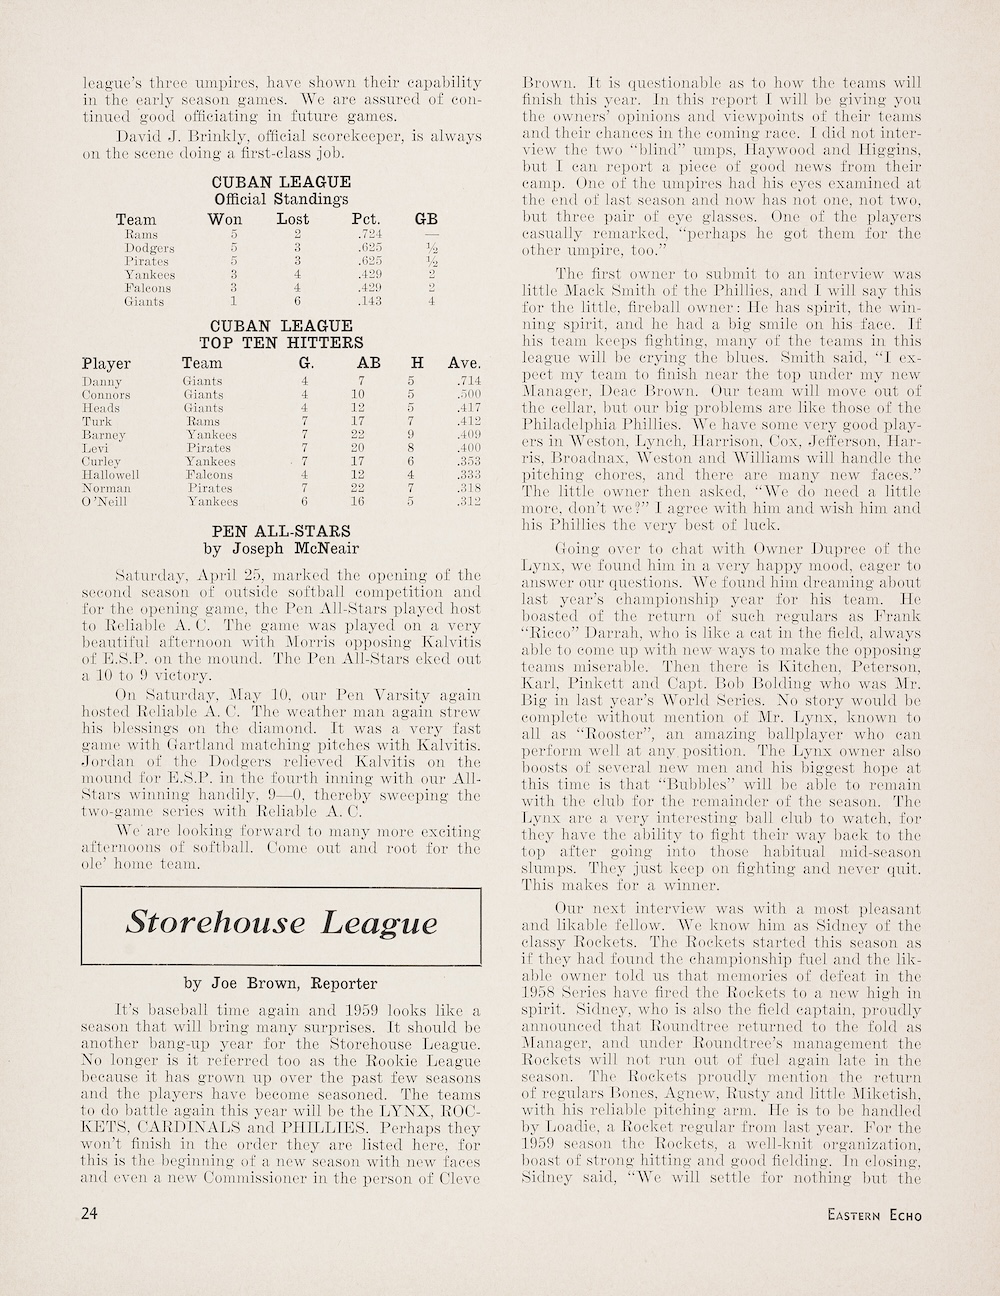 league's three umpires, have shown their capability
in the early season games. We are assured of con-
tinued good officiating in future games.
David J. Brinkly, official scorekeeper, is always
on the scene doing a first-class job.
CUBAN LEAGUE
Official Standings
Team Won Lost Pct. GB
Rams 5 2 .724 —
Dodgers 5 3 .625 ½
Pirates 5 3 .625 ½
Yankees 3 4 .429 2
Falcons 3 4 .429 2
Giants 1 6 .143 4
CUBAN LEAGUE
TOP TEN HITTERS
Player Team G. AB H Ave.
Danny Giants 4 7 5 .714
Connors Giants 4 10 5 .500
Heads Giants 4 12 5 .417
Turk Rams 7 17 7 .412
Barney Yankees 7 22 9 .409
Levi Pirates 7 20 8 .400
Curley Yankees 7 17 6 .353
Hallowell Falcons 4 12 4 .333
Norman Pirates 7 22 7 .318
O'Neill Yankees 6 16 5 .312
PEN ALL-STARS
by Joseph McNeair
Saturday, April 25, marked the opening of the
second season of outside softball competition and
for the opening game, the Pen All-Stars played host
to Reliable A. C. The game was played on a very
beautiful afternoon with Morris opposing Kalvitis
of E.S.P. on the mound. The Pen All-Stars eked out
a 10 to 9 victory.
On Saturday, May 10, our Pen Varsity again
hosted Reliable A. C. The weather man again strew
his blessings on the diamond. It was a very fast
game with Gartland matching pitches with Kalvitis.
Jordan of the Dodgers relieved Kalvitis on the
mound for E.S.P. in the fourth inning with our All-
Stars winning handily, 9—0, thereby sweeping the
two-game series with Reliable A. C.
We are looking forward to many more exciting
afternoons of softball. Come out and root for the
ole' home team.
Storehouse League
by Joe Brown, Reporter
It's baseball time again and 1959 looks like a
season that will bring many surprises. It should be
another bang-up year for the Storehouse League.
No longer is it referred too as the Rookie League
because it has grown up over the past few seasons
and the players have become seasoned. The teams
to do battle again this year will be the LYNX, ROC-
KETS, CARDINALS and PHILLIES. Perhaps they
won't finish in the order they are listed here, for
this is the beginning of a new season with new faces
and even a new Commissioner in the person of Cleve
Brown. It is questionable as to how the teams will
finish this year. In this report I will be giving you
the owners' opinions and viewpoints of their teams
and their chances in the coming race. I did not inter-
view the two "blind" umps, Haywood and Higgins,
but I can report a piece of good news from their
camp. One of the umpires had his eyes examined at
the end of last season and now has not one, not two,
but three pair of eye glasses. One of the players
casually remarked, "perhaps he got them for the
other umpire, too."
The first owner to submit to an interview was
little Mack Smith of the Phillies, and I will say this
for the little, fireball owner: He has spirit, the win-
ning spirit, and he had a big smile on his face. If
his team keeps fighting, many of the teams in this
league will be crying the blues. Smith said, "I ex-
pect my team to finish near the top under my new
Manager, Deac Brown. Our team will move out of
the cellar, but our big problems are like those of the
Philadelphia Phillies. We have some very good play-
ers in Weston, Lynch, Harrison, Cox, Jefferson, Har-
ris, Broadnax, Weston and Williams will handle the
pitching chores, and there are many new faces."
The little owner then asked, "We do need a little
more, don't we?" I agree with him and wish him and
his Phillies the very best of luck.
Going over to chat with Owner Dupree of the
Lynx, we found him in a very happy mood, eager to
answer our questions. We found him dreaming about
last year's championship year for his team. He
boasted of the return of such regulars as Frank
"Ricco" Darrah, who is like a cat in the field, always
able to come up with new ways to make the opposing
teams miserable. Then there is Kitchen, Peterson,
Karl, Pinkett and Capt. Bob Bolding who was Mr.
Big in last year's World Series. No story would be
complete without mention of Mr. Lynx, known to
all as "Rooster", an amazing ballplayer who can
perform well at any position. The Lynx owner also
boosts of several new men and his biggest hope at
this time is that "Bubbles" will be able to remain
with the club for the remainder of the season. The
Lynx are a very interesting ball club to watch, for
they have the ability to fight their way back to the
top after going into those habitual mid-season
slumps. They just keep on fighting and never quit.
This makes for a winner.
Our next interview was with a most pleasant
and likable fellow. We know him as Sidney of the
classy Rockets. The Rockets started this season as
if they had found the championship fuel and the lik-
able owner told us that memories of defeat in the
1958 Series have fired the Rockets to a new high in
spirit. Sidney, who is also the field captain, proudly
announced that Roundtree returned to the fold as
Manager, and under Roundtree's management the
Rockets will not run out of fuel again late in the
season. The Rockets proudly mention the return
of regulars Bones, Agnew, Rusty and little Miketish,
with his reliable pitching arm. He is to be handled
by Loadie, a Rocket regular from last year. For the
1959 season the Rockets, a well-knit organization,
boast of strong hitting and good fielding. In closing,
Sidney said, "We will settle for nothing but the
24
EASTERN ECHO